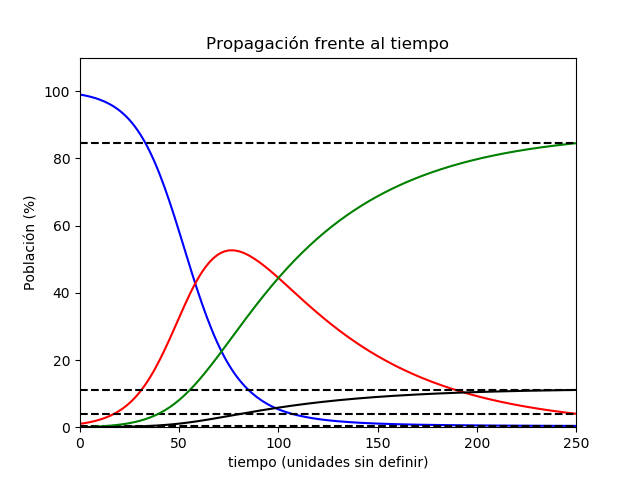 Propagación frente al tiempo
Población (%)
100
80
60
40
20
0
0 50 100 150 200 250
tiempo (unidades sin definir)